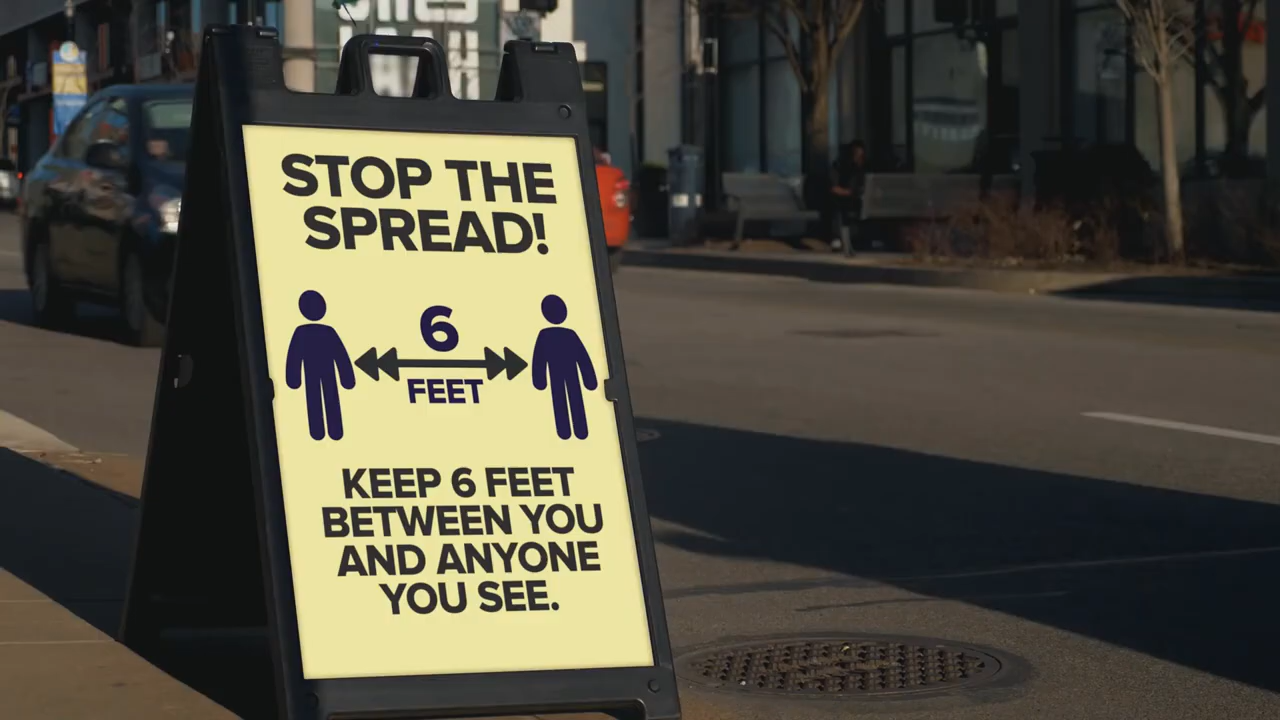 STOP THE
SPREAD!
6
FEET
KEEP 6 FEET
BETWEEN YOU
AND ANYONE
YOU SEE.